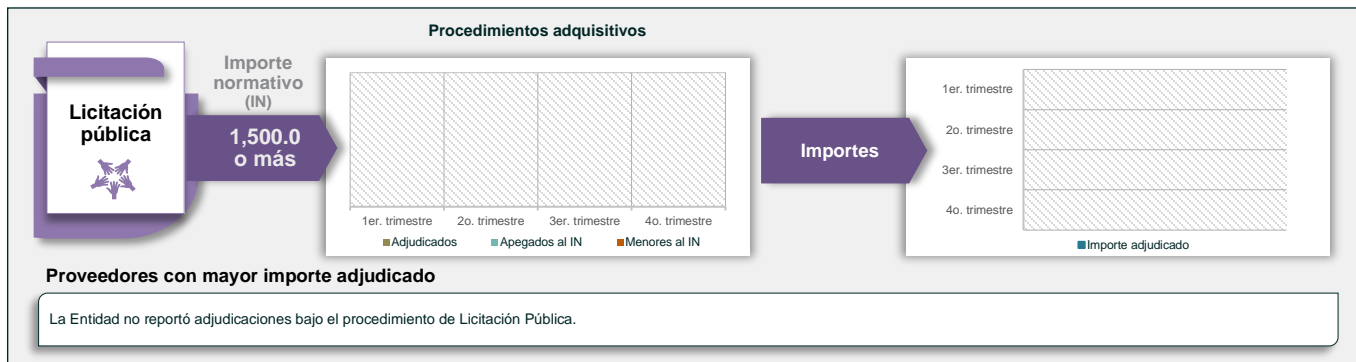 Procedimientos adquisitivos
Licitación
pública
Importe
normativo
(IN)
1,500.0
o más
1er. trimestre 2o. trimestre 3er. trimestre 4o. trimestre
Adjudicados Apegados al IN Menores al IN
Importes
1er. trimestre
2o. trimestre
3er. trimestre
4o. trimestre
Importe adjudicado
Proveedores con mayor importe adjudicado
La Entidad no reportó adjudicaciones bajo el procedimiento de Licitación Pública.